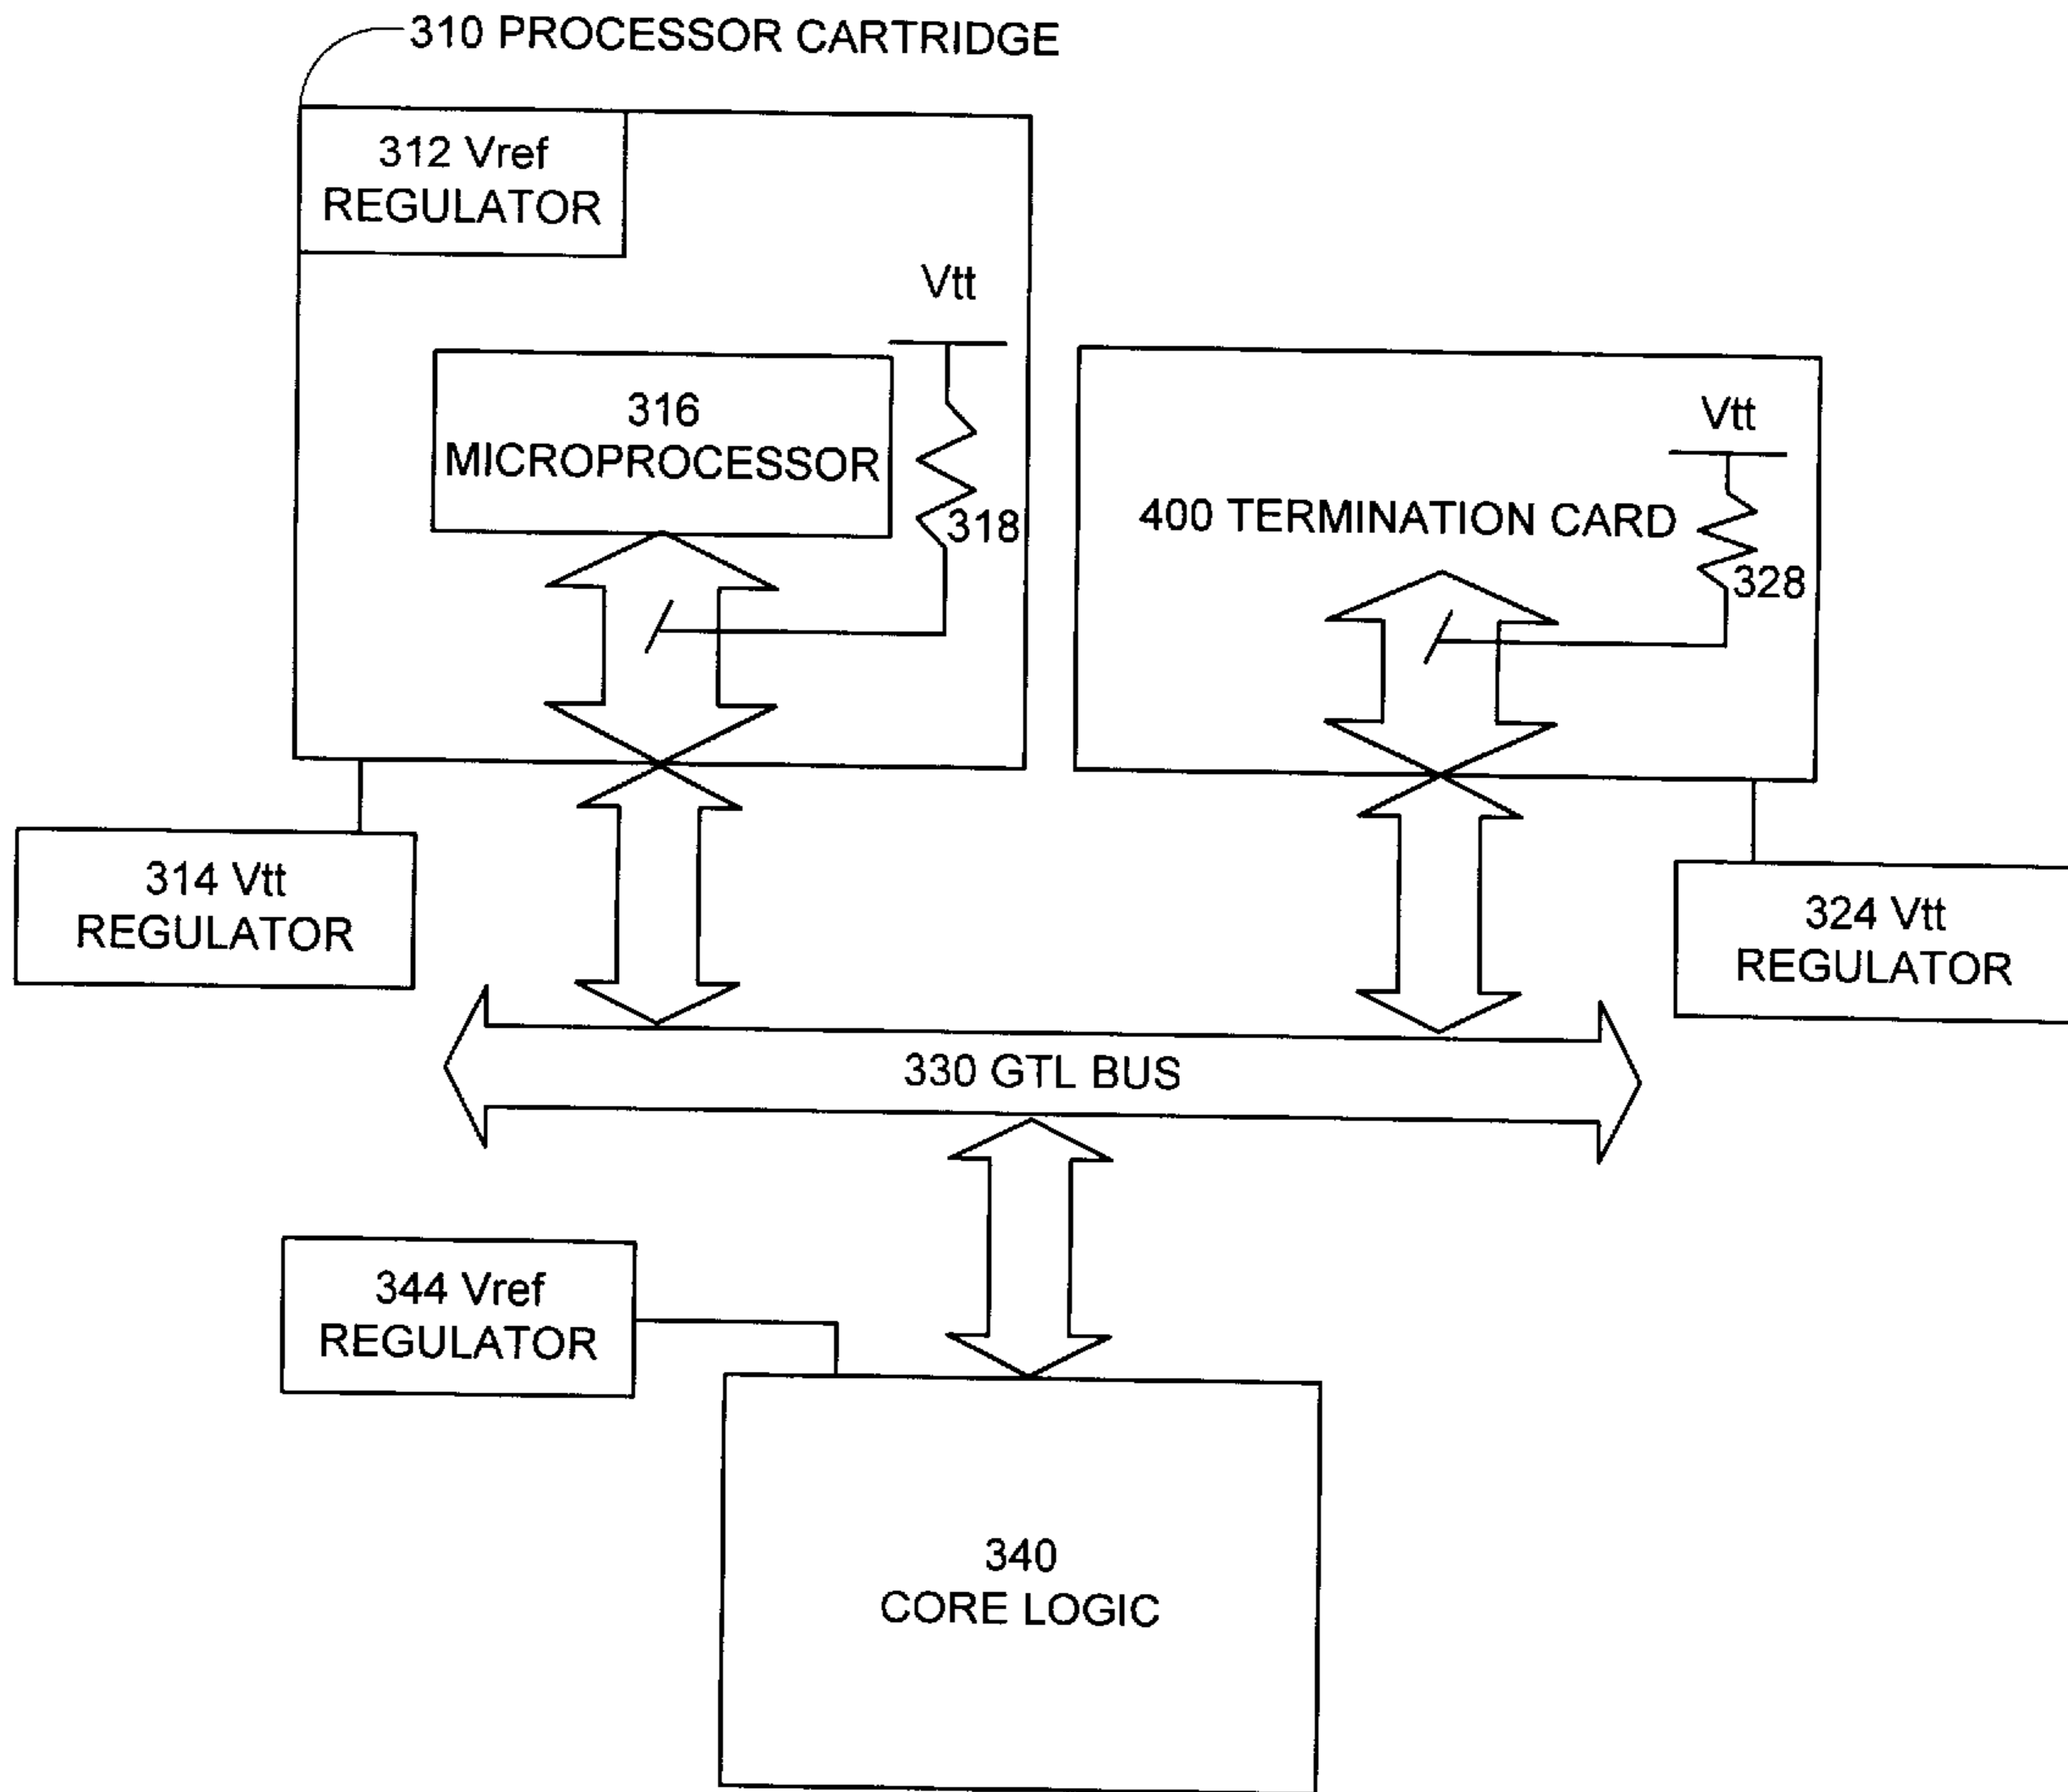 310 PROCESSOR CARTRIDGE
312 Vref
REGULATOR
Vtt
316
MICROPROCESSOR
318
Vtt
400 TERMINATION CARD
328
314 Vtt
REGULATOR
324 Vtt
REGULATOR
330 GTL BUS
344 Vref
REGULATOR
340
CORE LOGIC